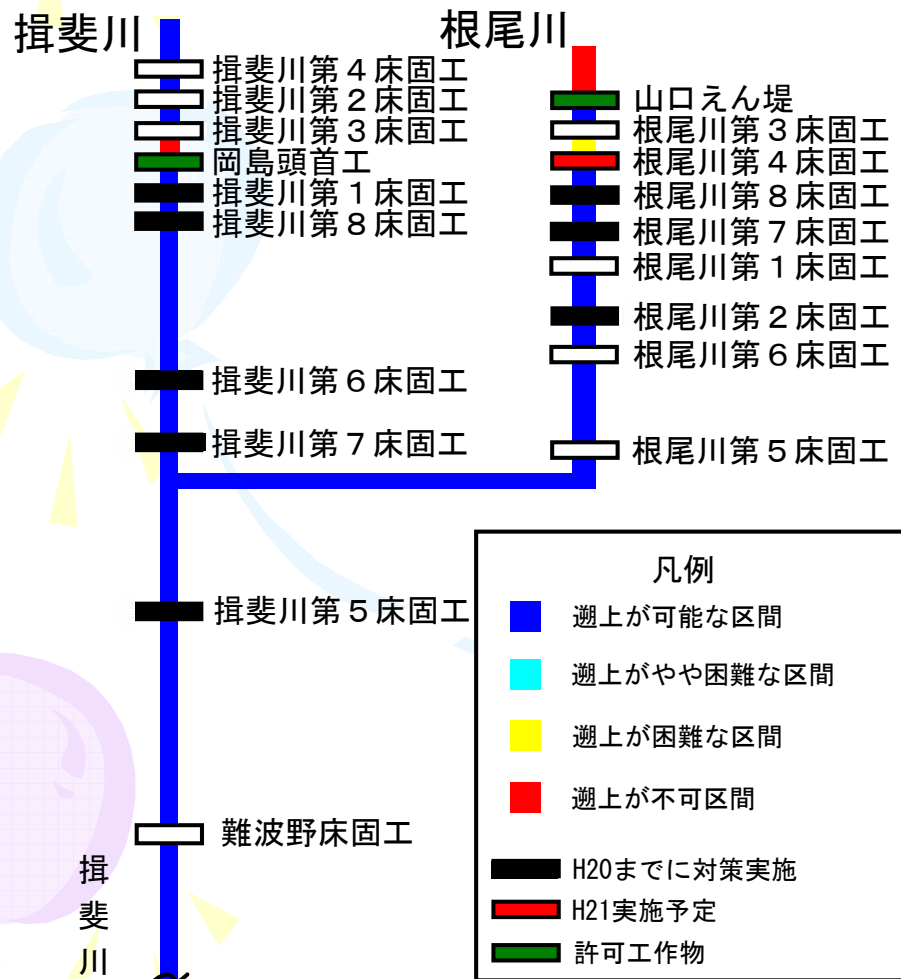 揖斐川
揖斐川第４床固工
揖斐川第２床固工
揖斐川第３床固工
岡島頭首工
揖斐川第１床固工
揖斐川第８床固工
揖斐川第６床固工
揖斐川第７床固工
揖斐川第５床固工
難波野床固工
揖斐川
根尾川
山口えん堤
根尾川第３床固工
根尾川第４床固工
根尾川第８床固工
根尾川第７床固工
根尾川第１床固工
根尾川第２床固工
根尾川第６床固工
根尾川第５床固工
凡例
遡上が可能な区間
遡上がやや困難な区間
遡上が困難な区間
遡上が不可区間
H20までに対策実施
H21実施予定
許可工作物